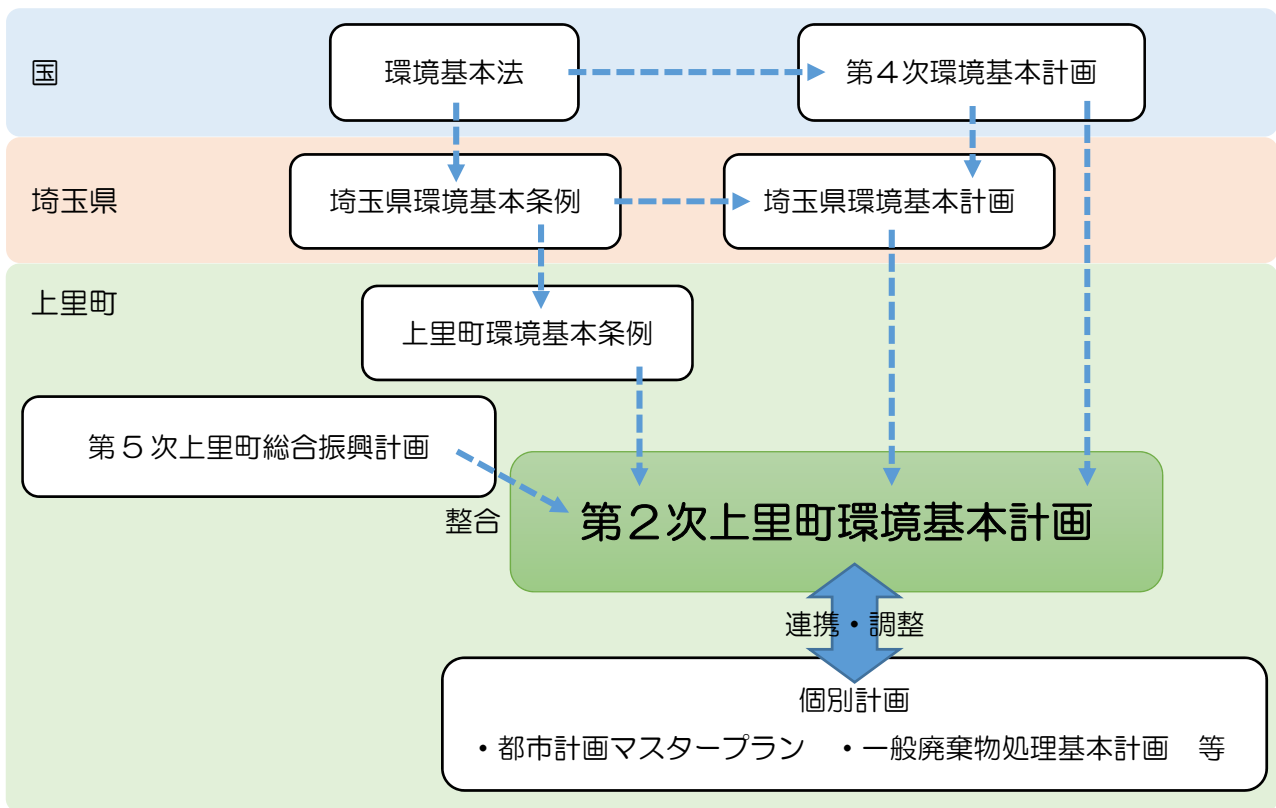 国
環境基本法
第４次環境基本計画
埼玉県
埼玉県環境基本条例
埼玉県環境基本計画
上里町
上里町環境基本条例
第５次上里町総合振興計画
整合
第２次上里町環境基本計画
連携・調整
個別計画
・都市計画マスタープラン　・一般廃棄物処理基本計画　等